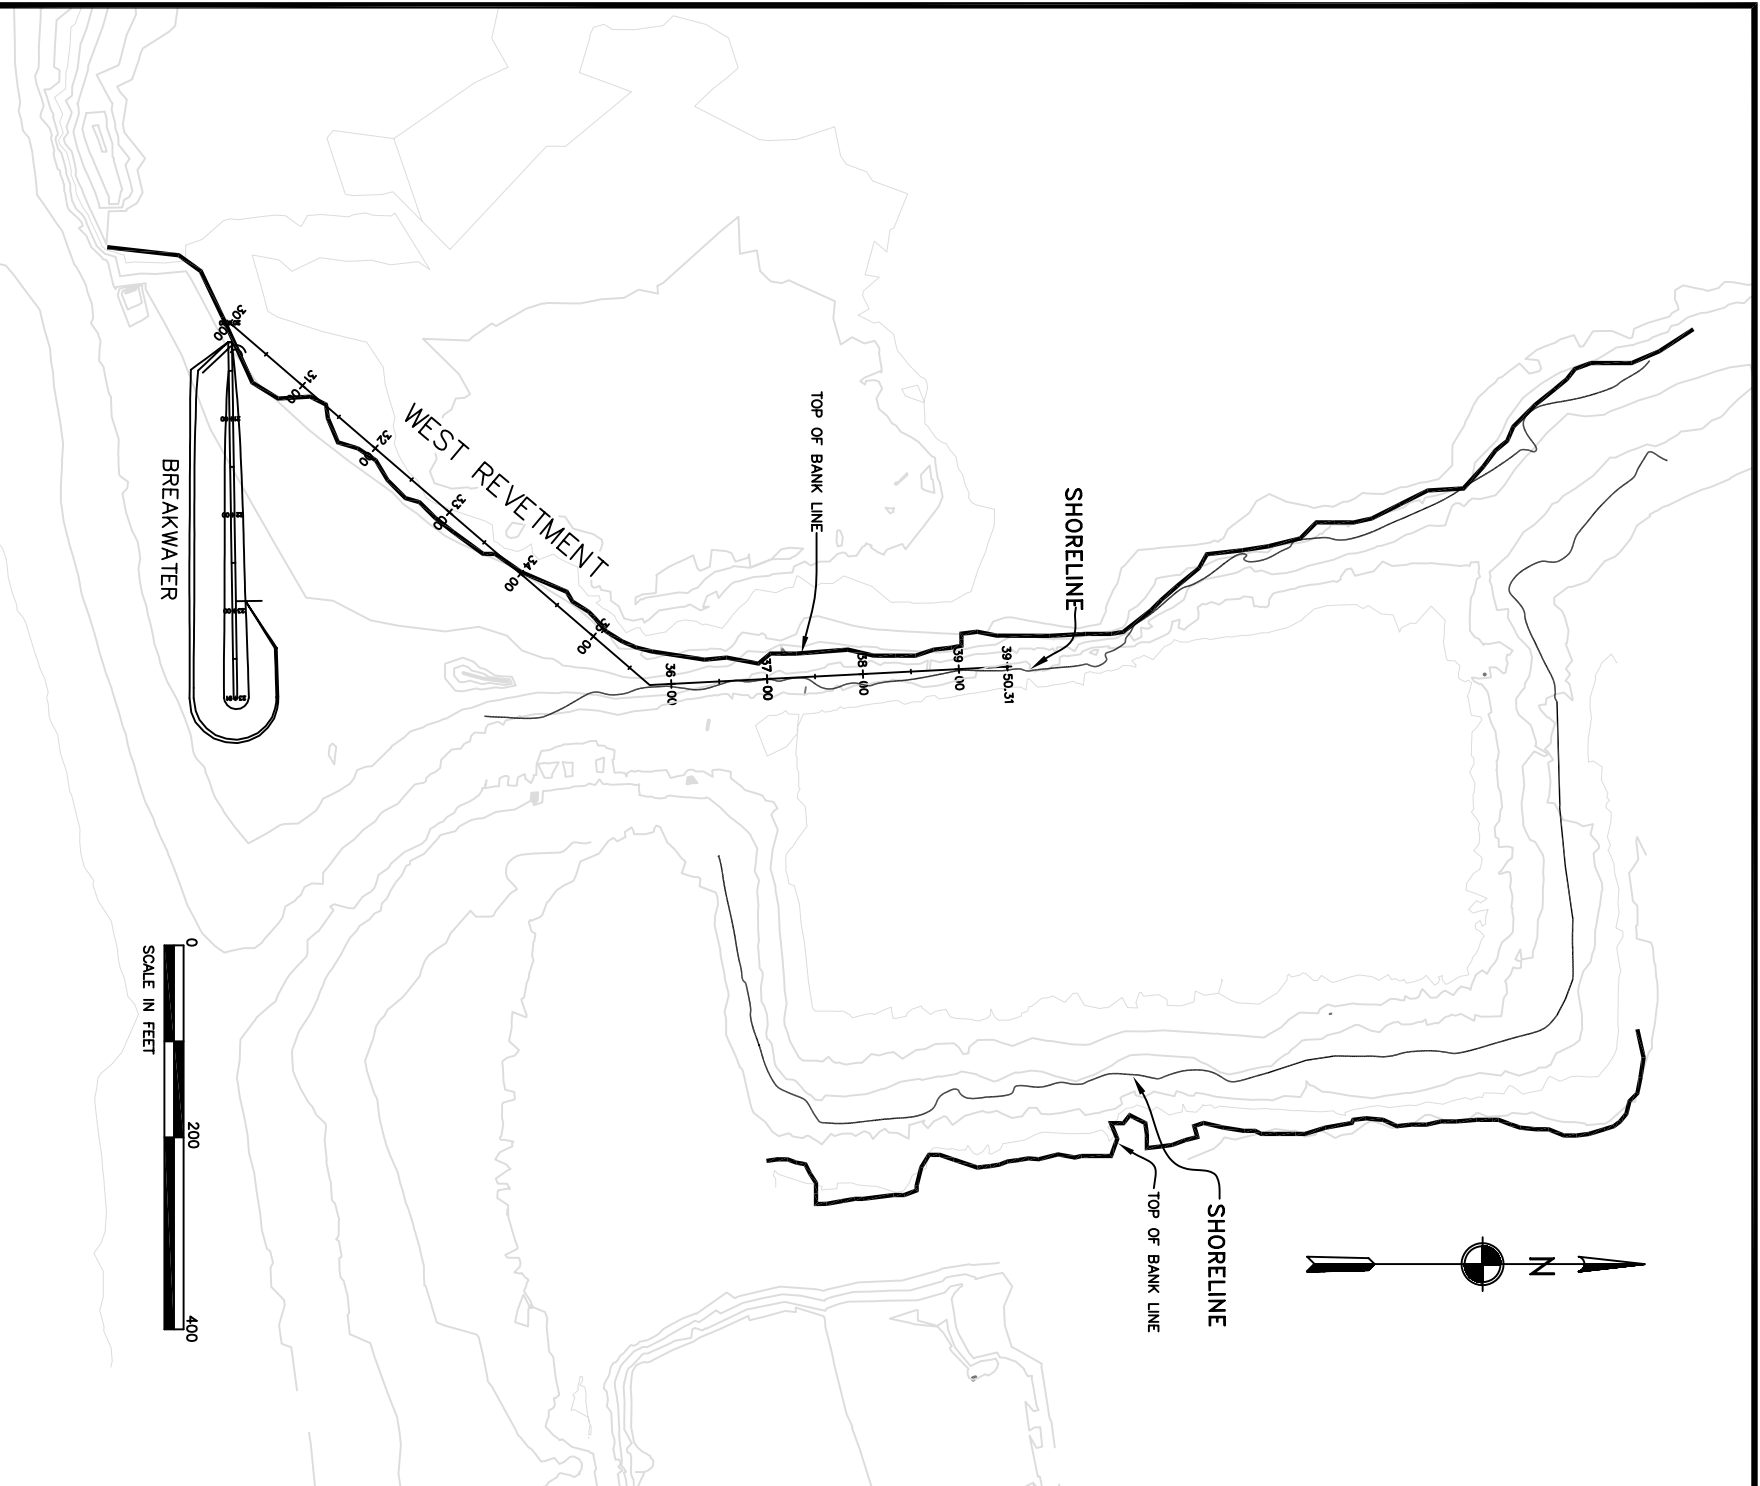 WEST REVETMENT
BREAKWATER
30+00
31+00
32+00
33+00
34+00
35+00
36+00
37+00
38+00
39+00
39+50.31
TOP OF BANK LINE
SHORELINE
SHORELINE
TOP OF BANK LINE
N
0
200
400
SCALE IN FEET